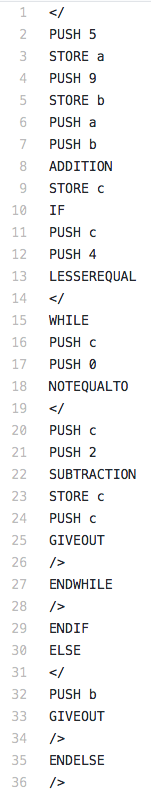 1 </
2 PUSH 5
3 STORE a
4 PUSH 9
5 STORE b
6 PUSH a
7 PUSH b
8 ADDITION
9 STORE c
10 IF
11 PUSH c
12 PUSH 4
13 LESSEREQUAL
14 </
15 WHILE
16 PUSH c
17 PUSH 0
18 NOTEQUALTO
19 </
20 PUSH c
21 PUSH 2
22 SUBTRACTION
23 STORE c
24 PUSH c
25 GIVEOUT
26 />
27 ENDWHILE
28 />
29 ENDIF
30 ELSE
31 </
32 PUSH b
33 GIVEOUT
34 />
35 ENDELSE
36 />